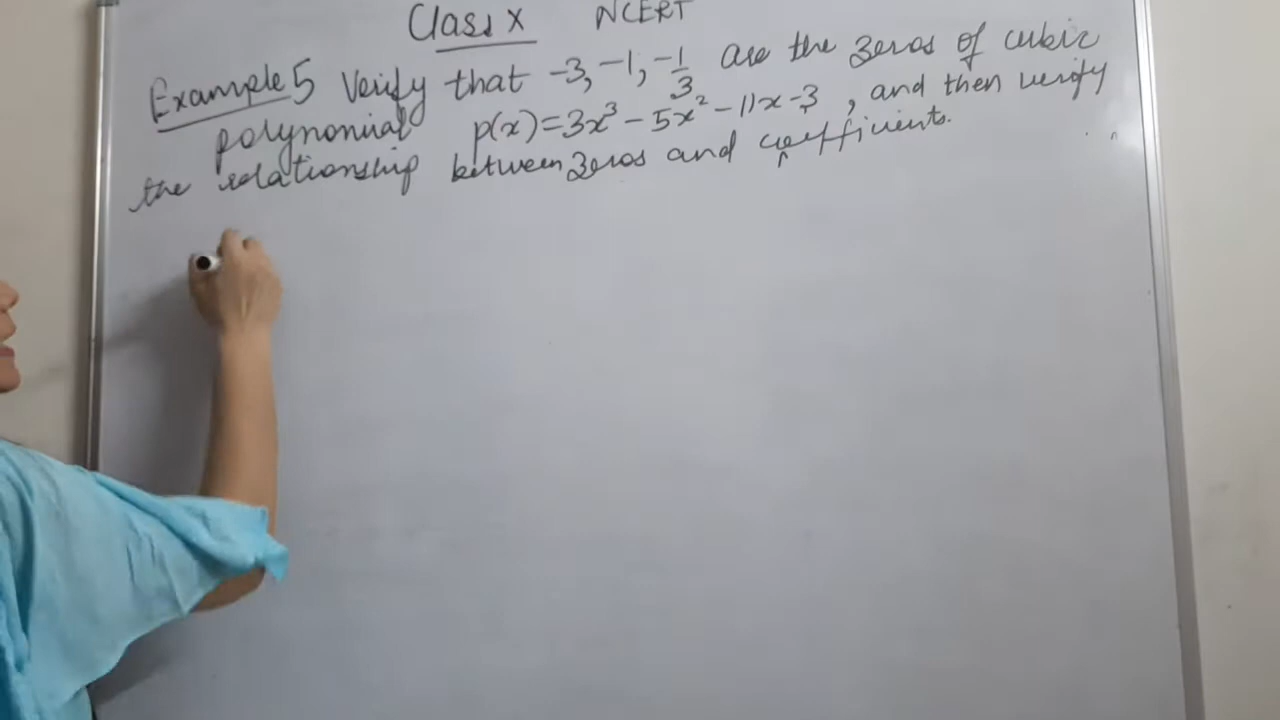 Class X NCERT
Example 5 Verify that -3, -1, -1/3 are the zeros of cubic
polynomial p(x)=3x³ - 5x² - 11x - 3, and then verify
the relationship between zeros and coefficients.